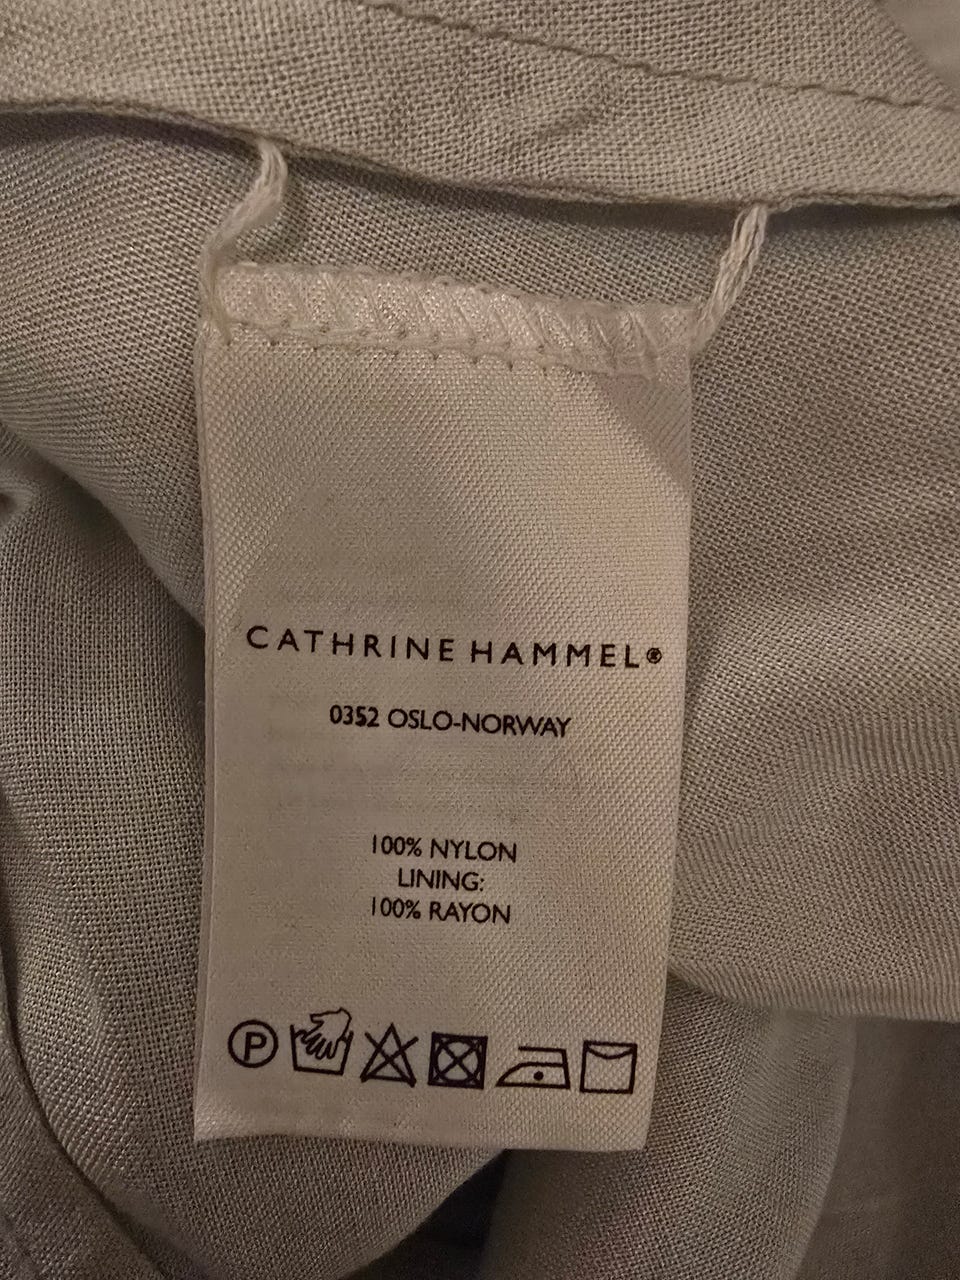 CATHRINE HAMMEL®
0352 OSLO-NORWAY
100% NYLON
LINING:
100% RAYON
P